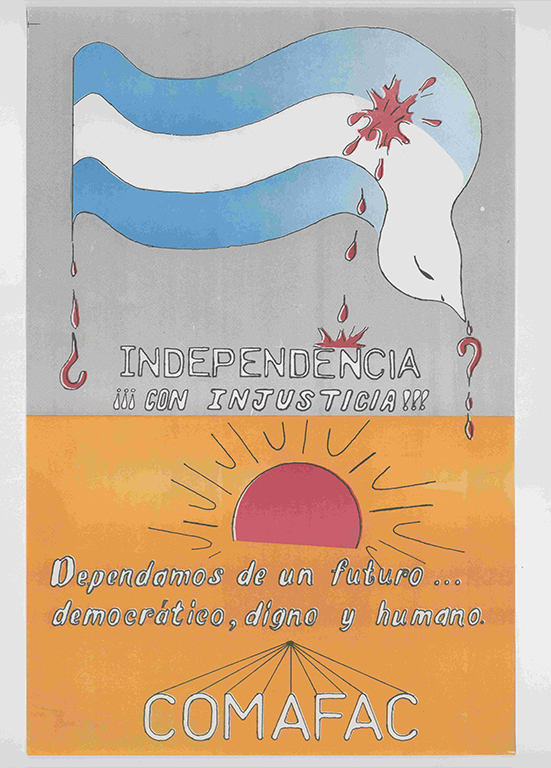 ¿ ?
INDEPENDENCIA
¡¡¡ CON INJUSTICIA!!!
Dependamos de un futuro...
democrático, digno y humano.
COMAFAC